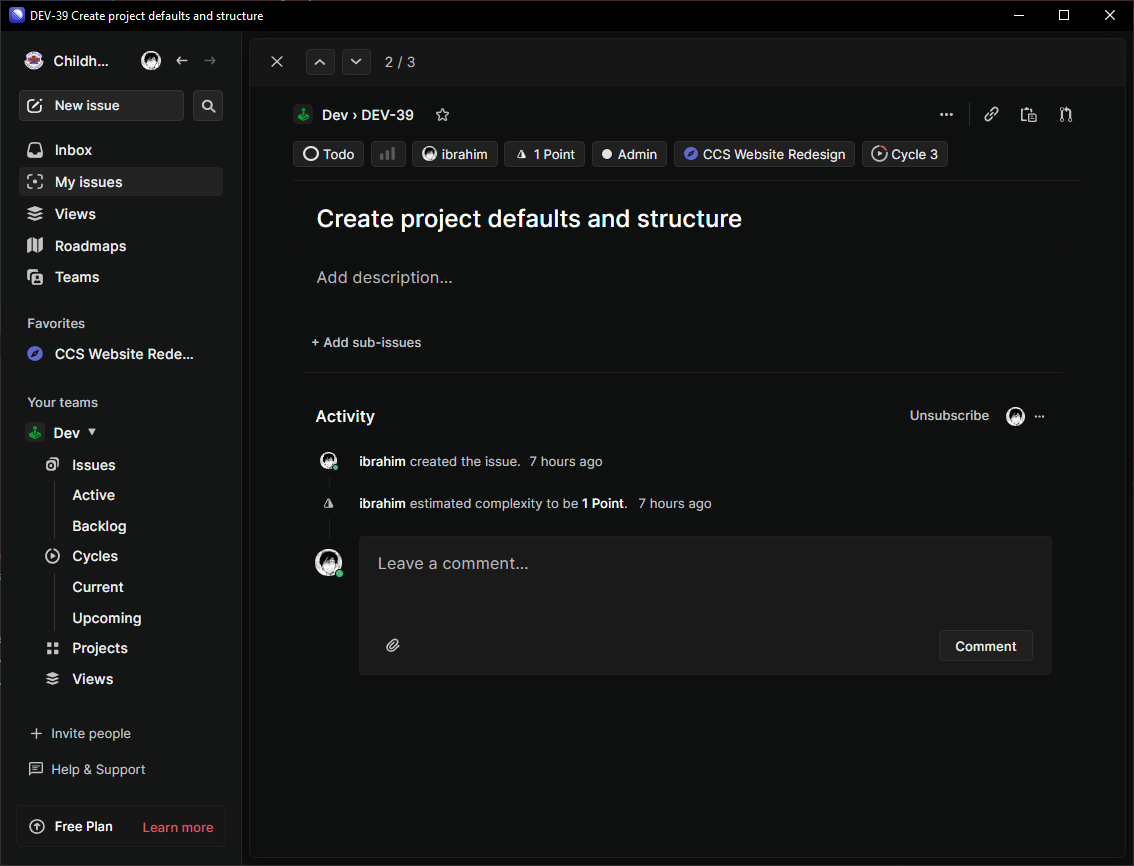 DEV-39 Create project defaults and structure
Childh...
2 / 3
New issue
Dev › DEV-39
Inbox
Todo
ibrahim
1 Point
Admin
CCS Website Redesign
Cycle 3
My issues
Views
Roadmaps
Teams
Create project defaults and structure
Add description...
Favorites
CCS Website Rede...
+ Add sub-issues
Your teams
Dev
Issues
Active
Backlog
Cycles
Current
Upcoming
Projects
Views
Activity
Unsubscribe
ibrahim created the issue. 7 hours ago
ibrahim estimated complexity to be 1 Point. 7 hours ago
Leave a comment...
Comment
Invite people
Help & Support
Free Plan
Learn more